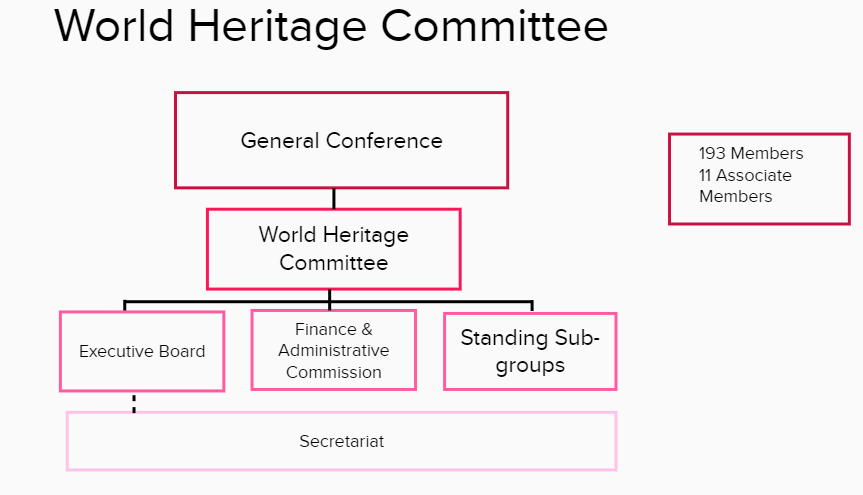 World Heritage Committee
General Conference
193 Members
11 Associate
Members
World Heritage
Committee
Executive Board
Finance &
Administrative
Commission
Standing Sub-
groups
Secretariat